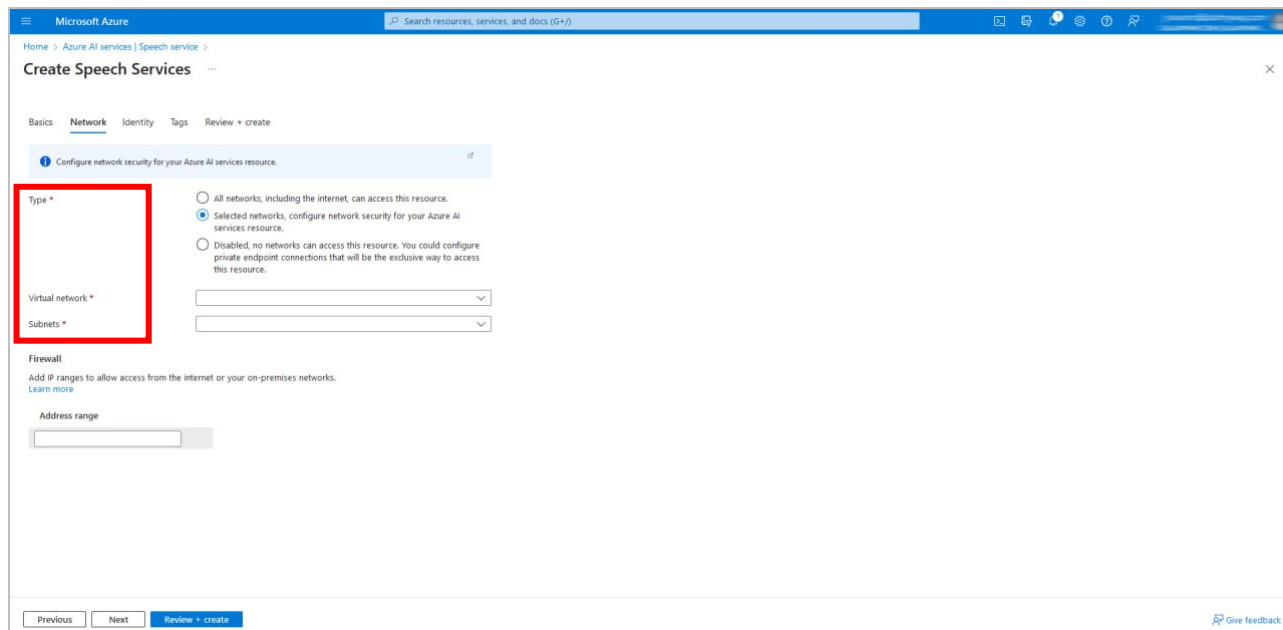 Microsoft Azure
Search resources, services, and docs (G+/)
1
Home > Azure AI services | Speech service >
Create Speech Services ...
Basics Network Identity Tags Review + create
Configure network security for your Azure AI services resource.
Type *
All networks, including the internet, can access this resource.
Selected networks, configure network security for your Azure AI
services resource.
Disabled, no networks can access this resource. You could configure
private endpoint connections that will be the exclusive way to access
this resource.
Virtual network *
Subnets *
Firewall
Add IP ranges to allow access from the internet or your on-premises networks.
Learn more
Address range
Previous Next Review + create Give feedback